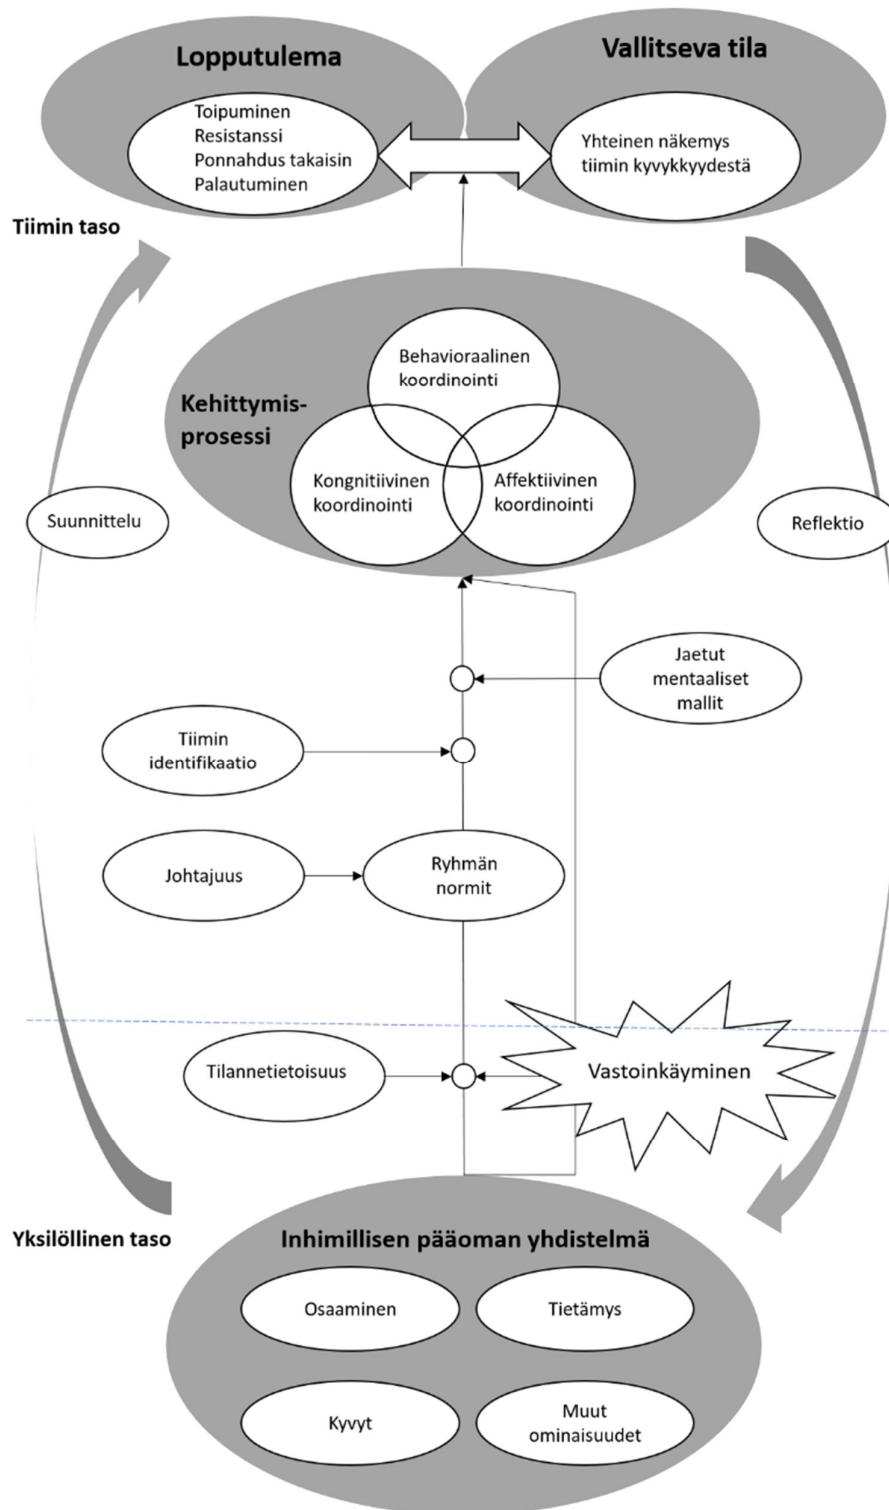 Lopputulema
Vallitseva tila
Toipuminen
Resistanssi
Ponnahdus takaisin
Palautuminen
Yhteinen näkemys
tiimin kyvykkyydestä
Tiimin taso
Behavioraalinen
koordinointi
Kehittymis-
prosessi
Kongnitiivinen
koordinointi
Affektiivinen
koordinointi
Suunnittelu
Reflektio
Jaetut
mentaaliset
mallit
Tiimin
identifikaatio
Johtajuus
Ryhmän
normit
Tilannetietoisuus
Vastoinkäyminen
Yksilöllinen taso
Inhimillisen pääoman yhdistelmä
Osaaminen
Tietämys
Kyvyt
Muut
ominaisuudet